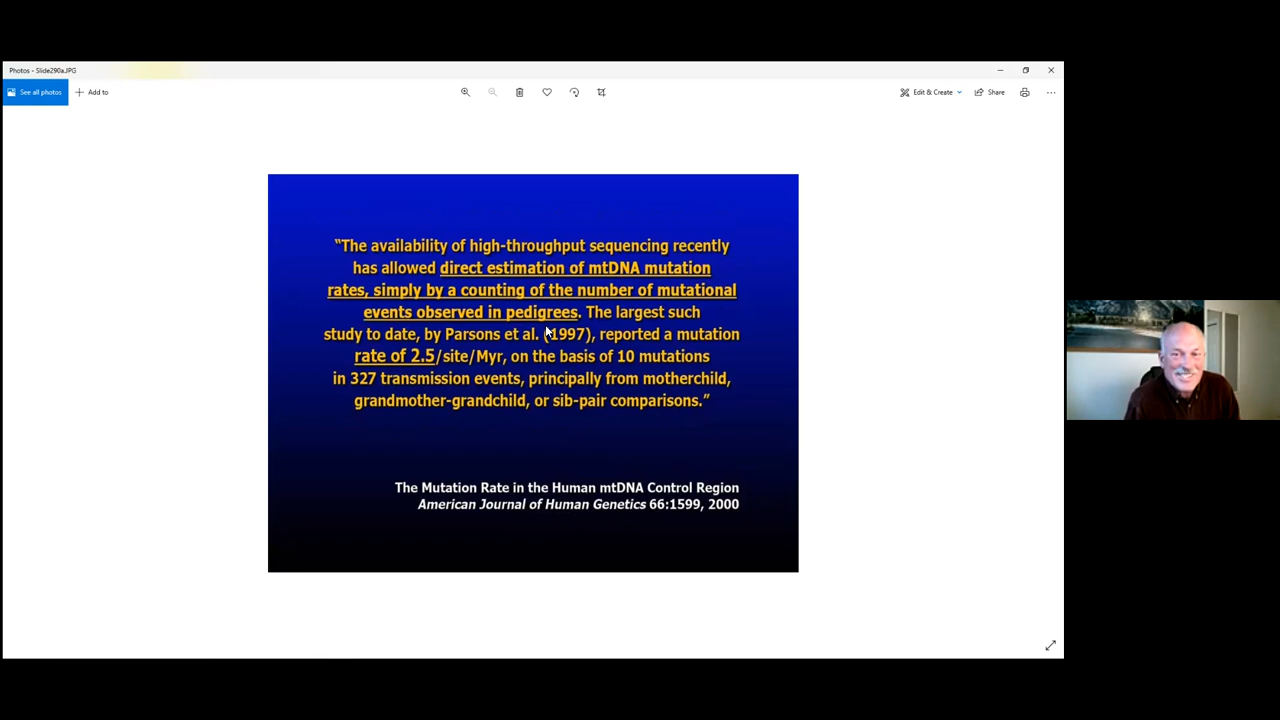 Photos - Slide290a.JPG
See all photos
Add to
Edit & Create
Share
“The availability of high-throughput sequencing recently
has allowed direct estimation of mtDNA mutation
rates, simply by a counting of the number of mutational
events observed in pedigrees. The largest such
study to date, by Parsons et al. (1997), reported a mutation
rate of 2.5/site/Myr, on the basis of 10 mutations
in 327 transmission events, principally from motherchild,
grandmother-grandchild, or sib-pair comparisons.”
The Mutation Rate in the Human mtDNA Control Region
American Journal of Human Genetics 66:1599, 2000